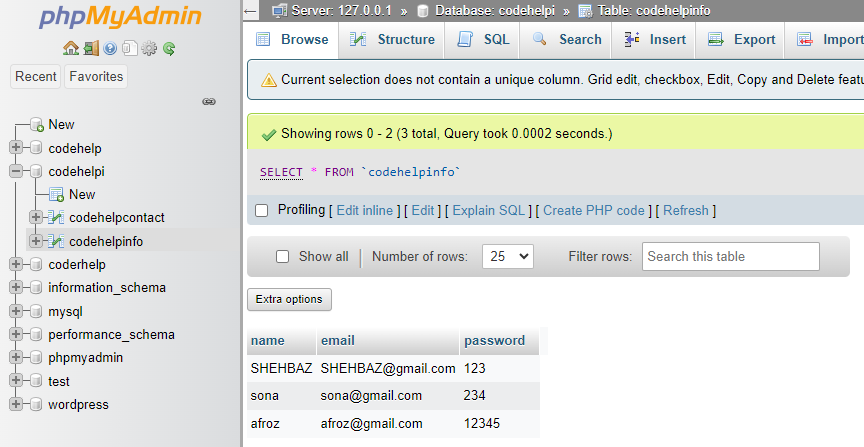 phpMyAdmin
Recent Favorites
New
codehelp
codehelpi
New
codehelpcontact
codehelpinfo
coderhelp
information_schema
mysql
performance_schema
phpmyadmin
test
wordpress
Server: 127.0.0.1 » Database: codehelpi » Table: codehelpinfo
Browse Structure SQL Search Insert Export Import
Current selection does not contain a unique column. Grid edit, checkbox, Edit, Copy and Delete featu
Showing rows 0 - 2 (3 total, Query took 0.0002 seconds.)
SELECT * FROM `codehelpinfo`
Profiling [ Edit inline ] [ Edit ] [ Explain SQL ] [ Create PHP code ] [ Refresh ]
Show all Number of rows: 25 Filter rows: Search this table
Extra options
name email password
SHEHBAZ SHEHBAZ@gmail.com 123
sona sona@gmail.com 234
afroz afroz@gmail.com 12345